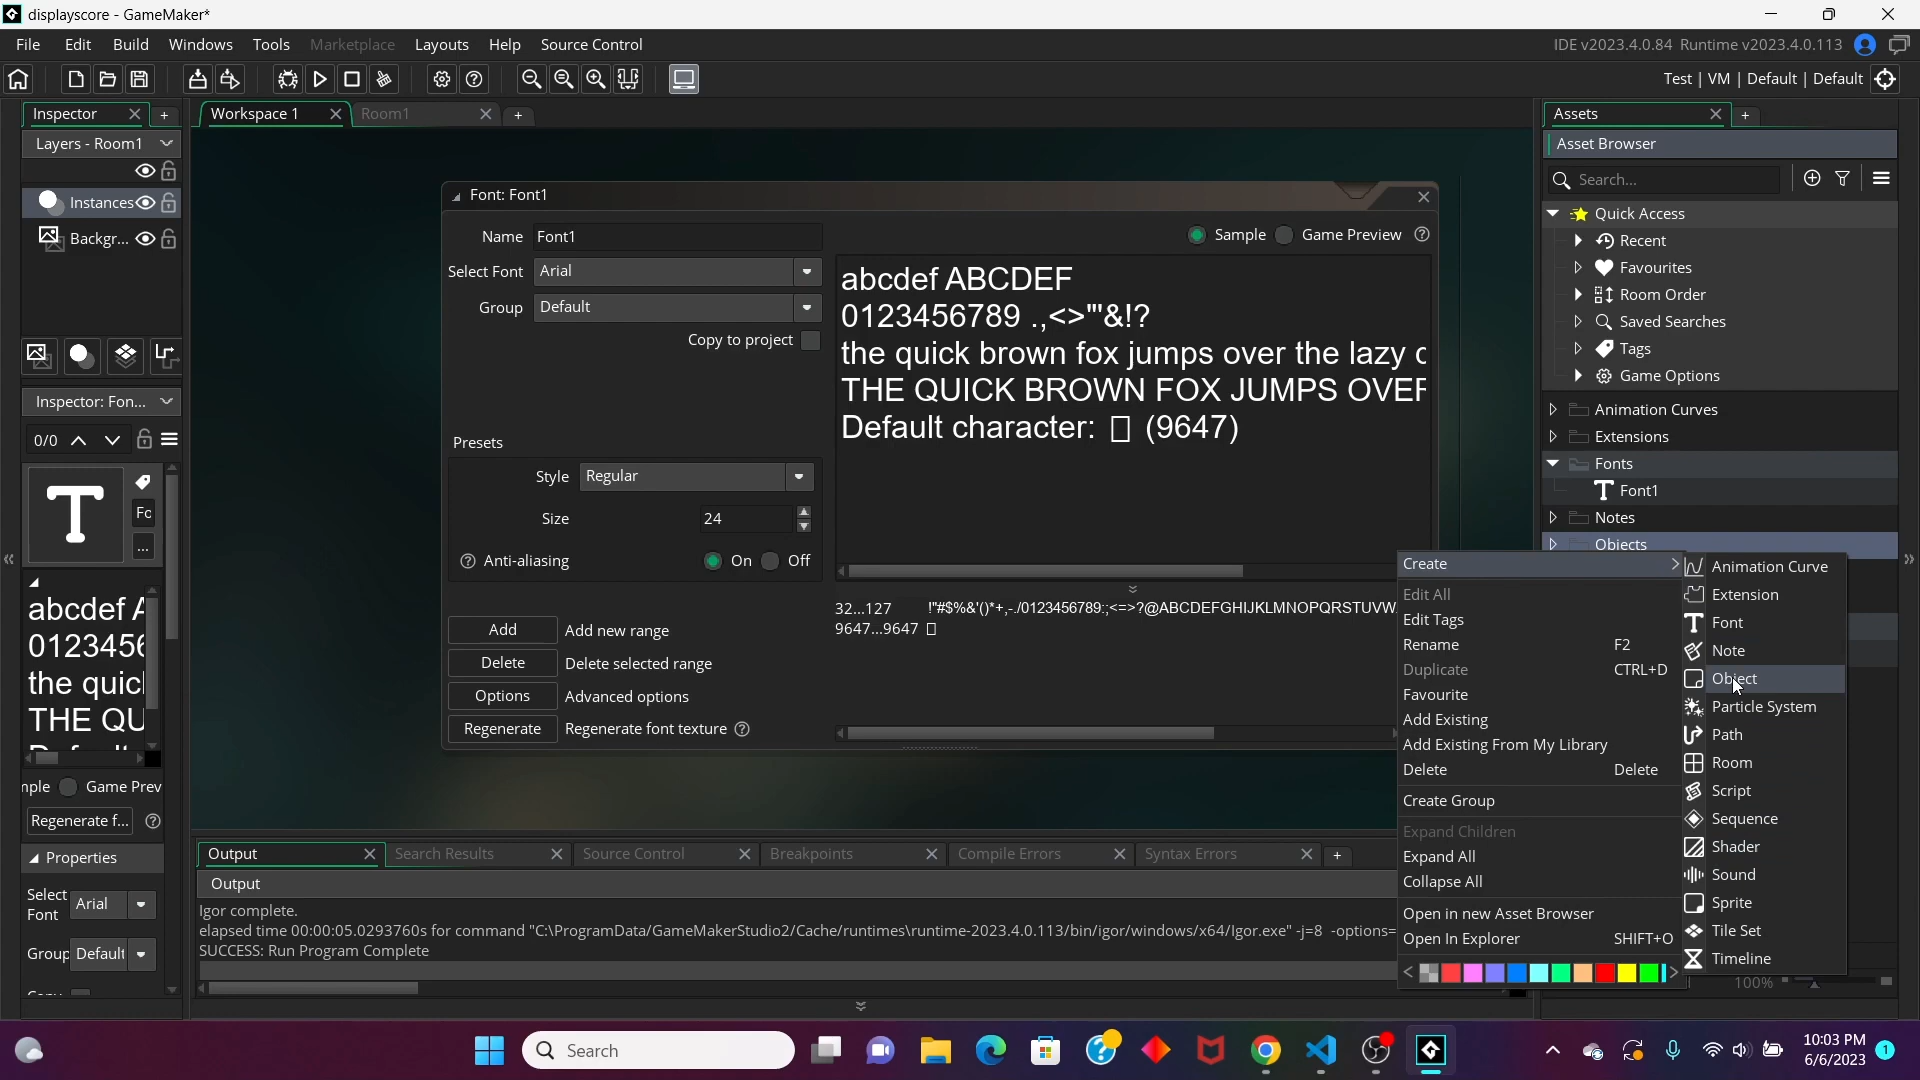 displayscore - GameMaker*
File Edit Build Windows Tools Marketplace Layouts Help Source Control
IDE v2023.4.0.84 Runtime v2023.4.0.113
Test | VM | Default | Default
Inspector
Layers - Room1
Instances
Backgr...
Inspector: Fon...
0/0
Fc
...
abcdef A
0123456
the quicl
THE QU
nple Game Prev
Regenerate f...
Properties
Select Font Arial
Group Default
Workspace 1
Room1
Font: Font1
Name Font1
Select Font Arial
Group Default
Copy to project
Presets
Style Regular
Size 24
Anti-aliasing On Off
Add Add new range
Delete Delete selected range
Options Advanced options
Regenerate Regenerate font texture
Sample Game Preview
abcdef ABCDEF
0123456789 .,<>"'&!?
the quick brown fox jumps over the lazy
THE QUICK BROWN FOX JUMPS OVER
Default character: ▯ (9647)
32...127 !"#$%&'()*+,-./0123456789:;<=>?@ABCDEFGHIJKLMNOPQRSTUVW
9647...9647 ▯
Output
Search Results
Source Control
Breakpoints
Compile Errors
Syntax Errors
Output
Igor complete.
elapsed time 00:00:05.0293760s for command "C:\ProgramData/GameMakerStudio2/Cache/runtimes\runtime-2023.4.0.113/bin/igor/windows/x64/Igor.exe" -j=8 -options=
SUCCESS: Run Program Complete
Assets
Asset Browser
Search...
Quick Access
Recent
Favourites
Room Order
Saved Searches
Tags
Game Options
Animation Curves
Extensions
Fonts
Font1
Notes
Objects
Create
Edit All
Edit Tags
Rename F2
Duplicate CTRL+D
Favourite
Add Existing
Add Existing From My Library
Delete Delete
Create Group
Expand Children
Expand All
Collapse All
Open in new Asset Browser
Open In Explorer SHIFT+O
Animation Curve
Extension
Font
Note
Object
Particle System
Path
Room
Script
Sequence
Shader
Sound
Sprite
Tile Set
Timeline
100%
Search
10:03 PM
6/6/2023
1